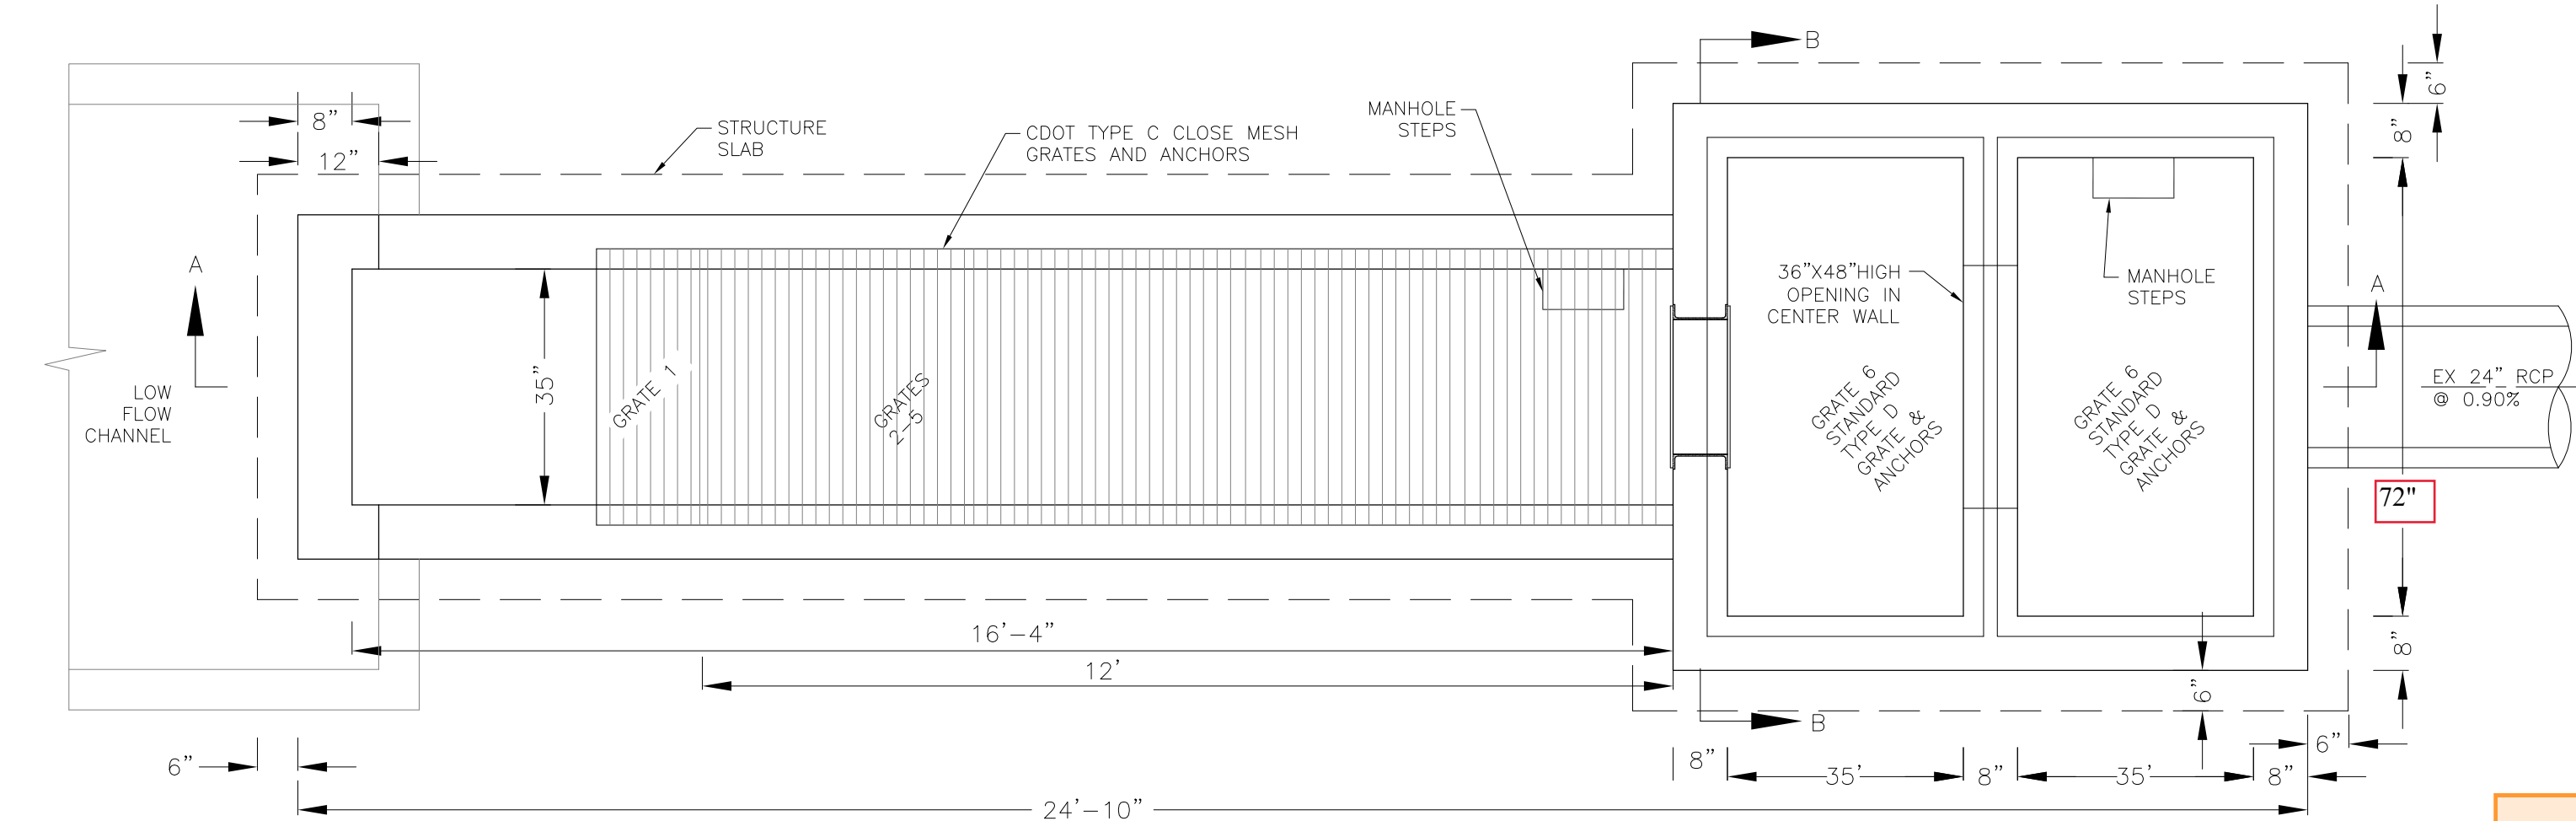 B
6"
8"
8"
12"
STRUCTURE
SLAB
CDOT TYPE C CLOSE MESH
GRATES AND ANCHORS
MANHOLE
STEPS
A
36"X48"HIGH
OPENING IN
CENTER WALL
MANHOLE
STEPS
A
LOW
FLOW
CHANNEL
35"
GRATE 1
GRATES
2-5
GRATE 6
STANDARD
TYPE D
GRATE &
ANCHORS
GRATE 6
STANDARD
TYPE D
GRATE &
ANCHORS
EX 24" RCP
@ 0.90%
72"
16'-4"
12'
8"
6"
B
6"
8"
35'
8"
35'
8"
6"
24'-10"